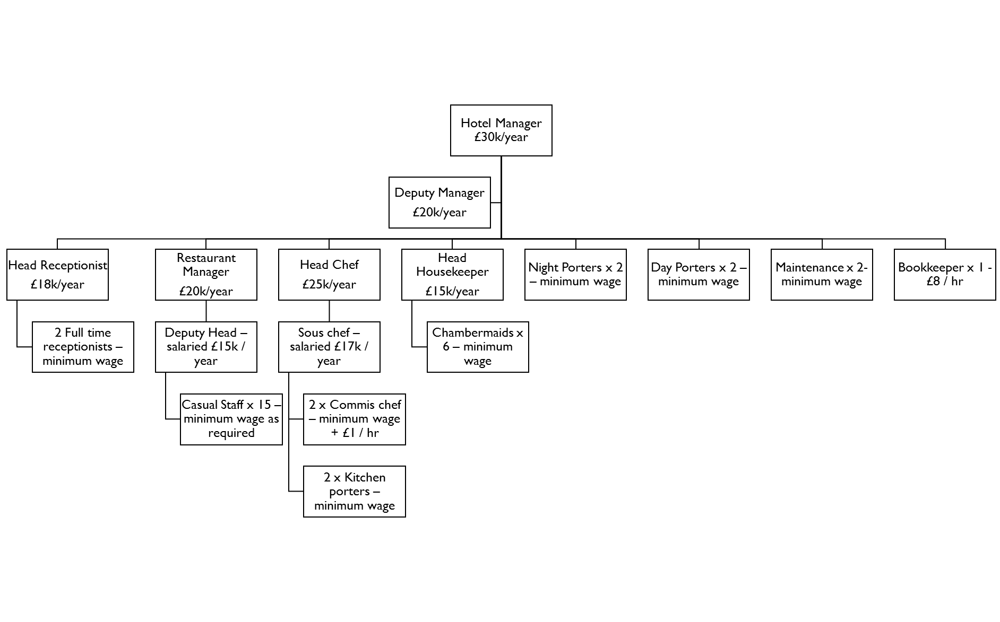 Hotel Manager
£30k/year
Deputy Manager
£20k/year
Head Receptionist
£18k/year
Restaurant
Manager
£20k/year
Head Chef
£25k/year
Head
Housekeeper
£15k/year
Night Porters x 2
– minimum wage
Day Porters x 2 –
minimum wage
Maintenance x 2-
minimum wage
Bookkeeper x 1 -
£8 / hr
2 Full time
receptionists –
minimum wage
Deputy Head –
salaried £15k /
year
Sous chef –
salaried £17k /
year
Chambermaids x
6 – minimum
wage
Casual Staff x 15 –
minimum wage as
required
2 x Commis chef
– minimum wage
+ £1 / hr
2 x Kitchen
porters –
minimum wage